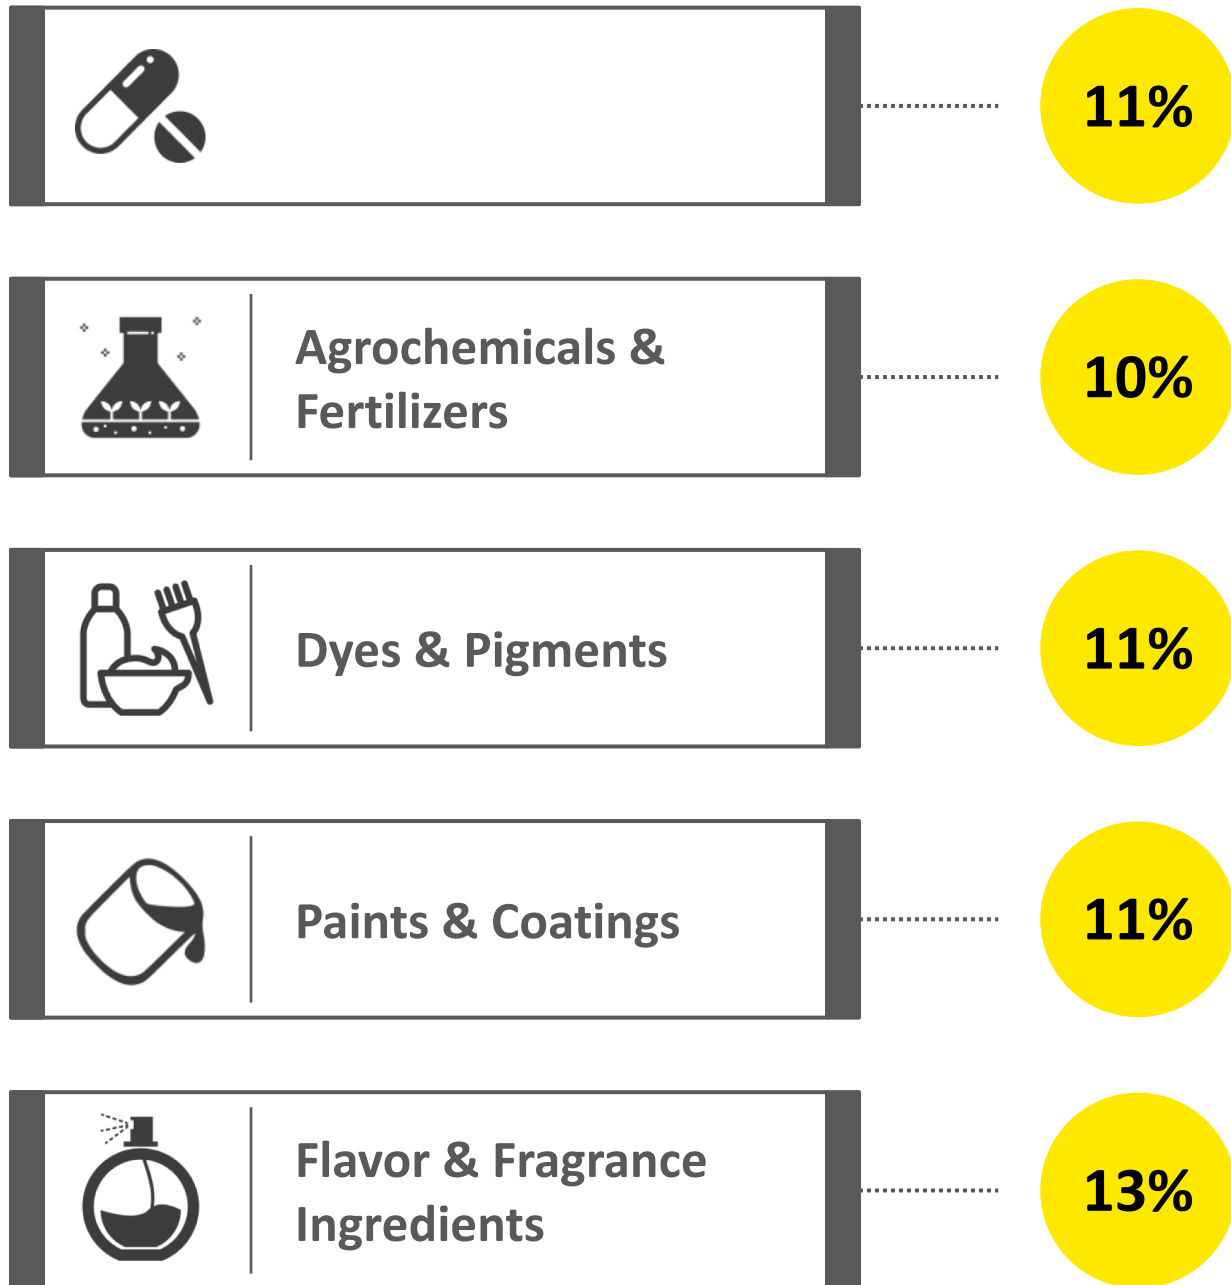 11%
Agrochemicals &
Fertilizers
10%
Dyes & Pigments
11%
Paints & Coatings
11%
Flavor & Fragrance
Ingredients
13%